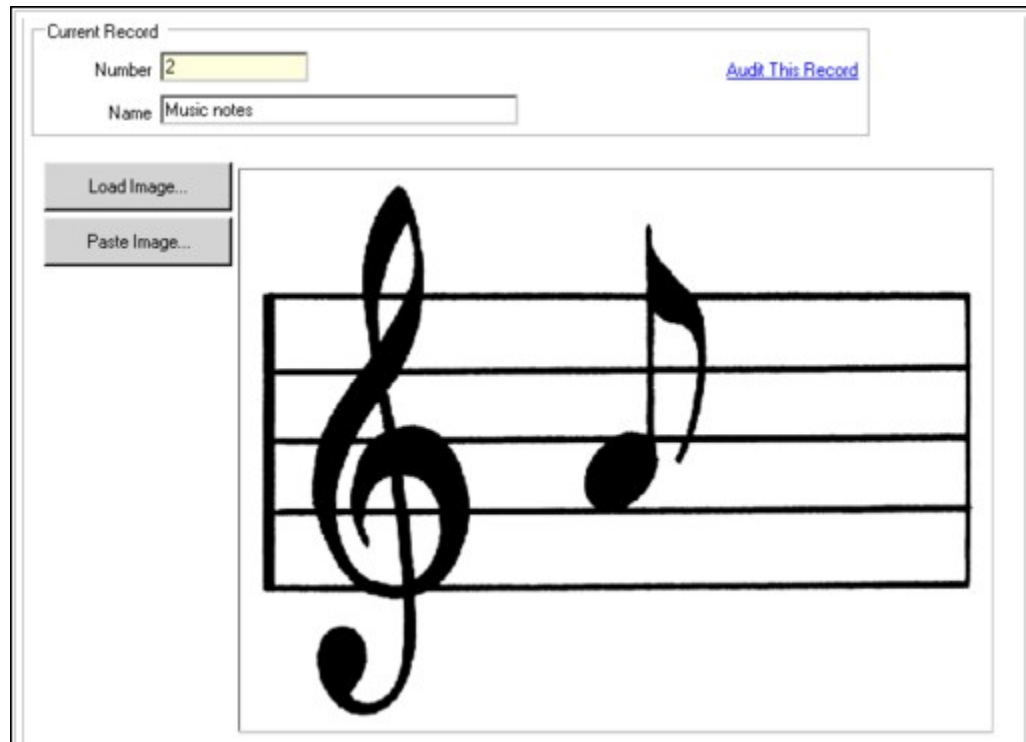 Current Record
Number 2
Audit This Record
Name Music notes
Load Image...
Paste Image...